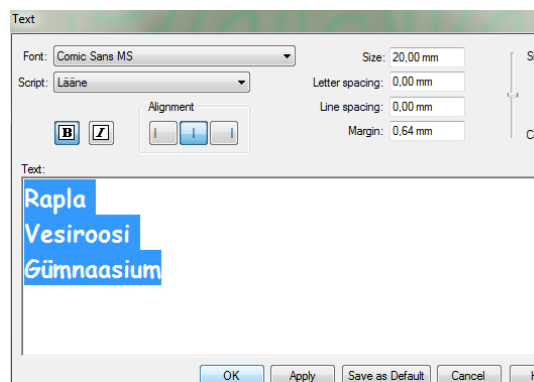 Text
Font: Comic Sans MS Size: 20,00 mm
Script: Lääne Letter spacing: 0,00 mm
Alignment Line spacing: 0,00 mm
B I Margin: 0,64 mm
Text:
Rapla
Vesiroosi
Gümnaasium
OK Apply Save as Default Cancel